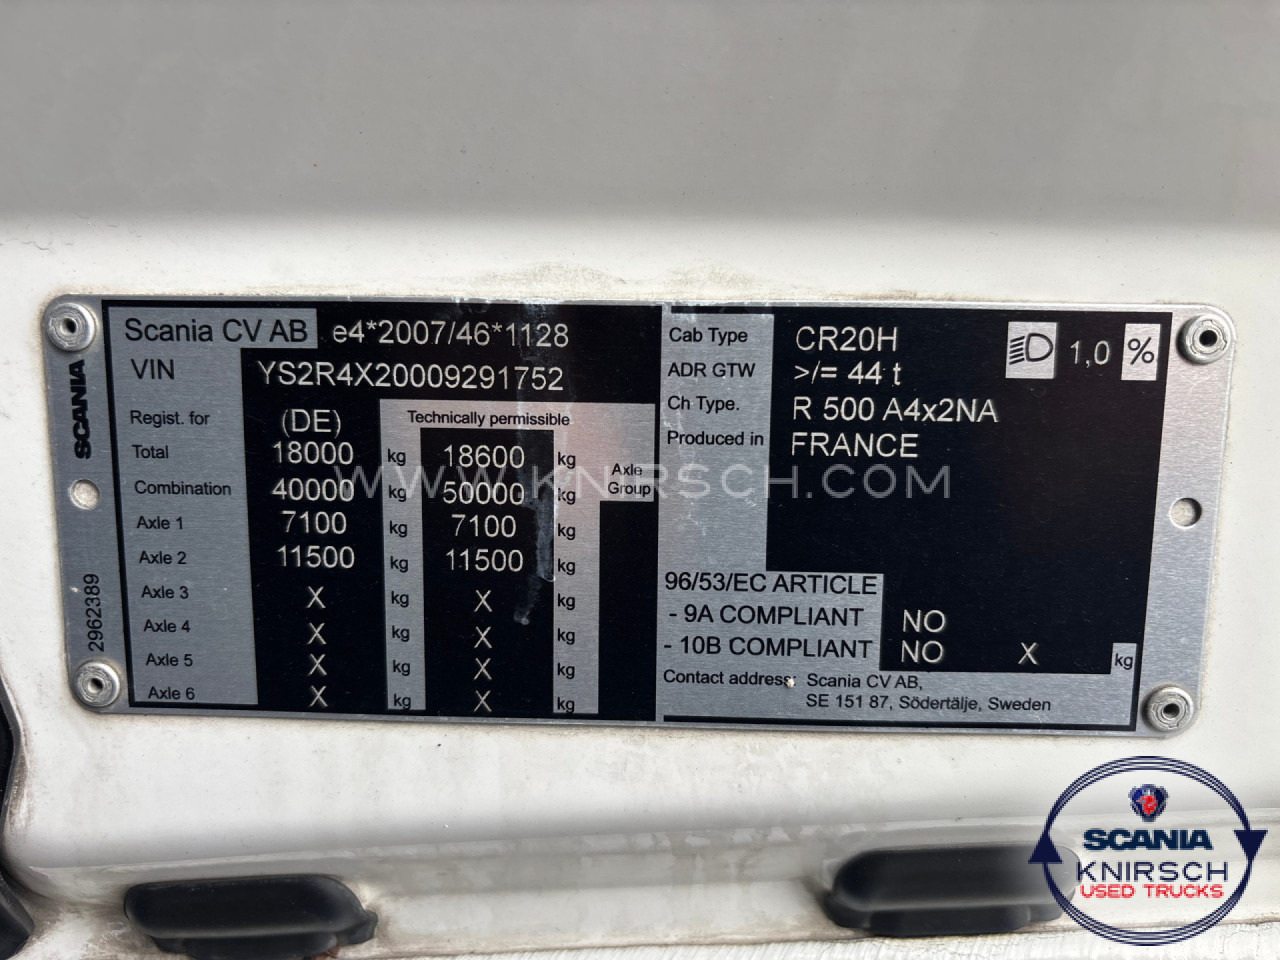 Scania CV AB e4*2007/46*1128
VIN YS2R4X20009291752
Regist. for (DE) Technically permissible
Total 18000 kg 18600 kg
Combination 40000 kg 50000 kg Axle Group
Axle 1 7100 kg 7100 kg
Axle 2 11500 kg 11500 kg
Axle 3 X kg X kg
Axle 4 X kg X kg
Axle 5 X kg X kg
Axle 6 X kg X kg
SCANIA
2962389
Cab Type CR20H 1,0 %
ADR GTW >/= 44 t
Ch Type. R 500 A4x2NA
Produced in FRANCE
96/53/EC ARTICLE
- 9A COMPLIANT NO
- 10B COMPLIANT NO X kg
Contact address: Scania CV AB,
SE 151 87, Södertälje, Sweden
WWW.KNIRSCH.COM
SCANIA
KNIRSCH
USED TRUCKS